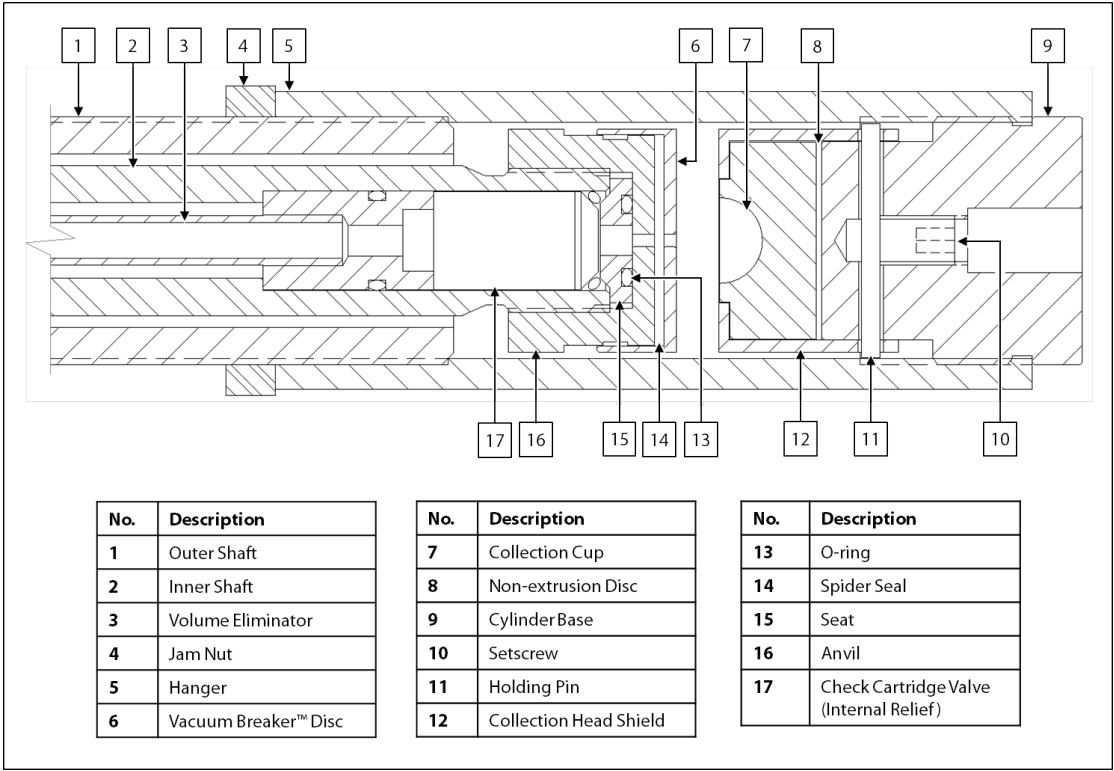 1 2 3 4 5 6 7 8 9
17 16 15 14 13 12 11 10
No. Description
1 Outer Shaft
2 Inner Shaft
3 Volume Eliminator
4 Jam Nut
5 Hanger
6 Vacuum Breaker™ Disc
No. Description
7 Collection Cup
8 Non-extrusion Disc
9 Cylinder Base
10 Setscrew
11 Holding Pin
12 Collection Head Shield
No. Description
13 O-ring
14 Spider Seal
15 Seat
16 Anvil
17 Check Cartridge Valve
(Internal Relief)